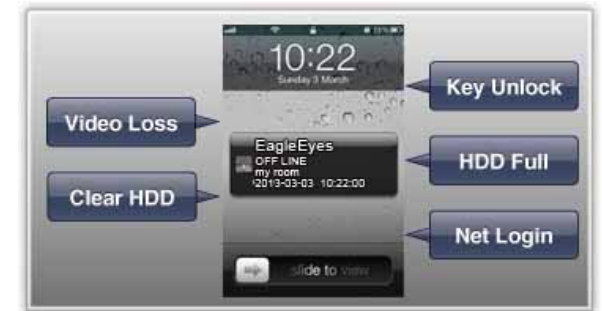 10:22
Sunday 3 March
Key Unlock
Video Loss
EagleEyes
OFF LINE
my room
2013-03-03 10:22:00
HDD Full
Clear HDD
Net Login
slide to view